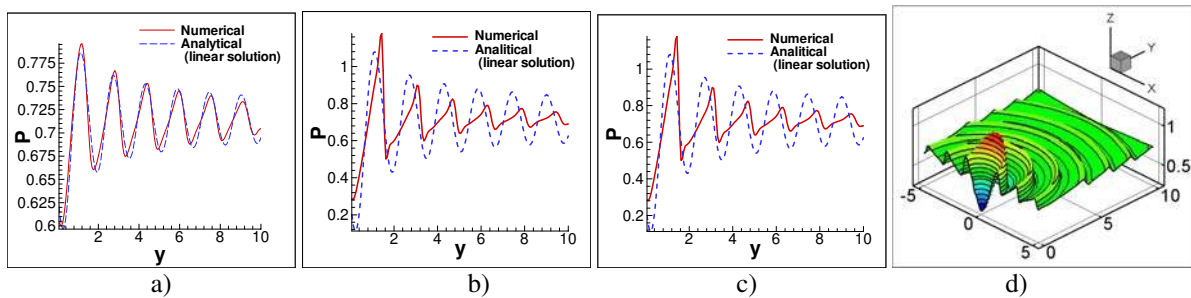 Numerical
Analytical
(linear solution)
P
0.775
0.75
0.725
0.7
0.675
0.65
0.625
0.6
2 4 6 8 10
y
a)
Numerical
Analitical
(linear solution)
P
1
0.8
0.6
0.4
0.2
0 2 4 6 8 10
y
b)
Numerical
Analitical
(linear solution)
P
1
0.8
0.6
0.4
0.2
0 2 4 6 8 10
y
c)
Z
Y
X
1
0.5
-5
0
5
0
5
10
d)